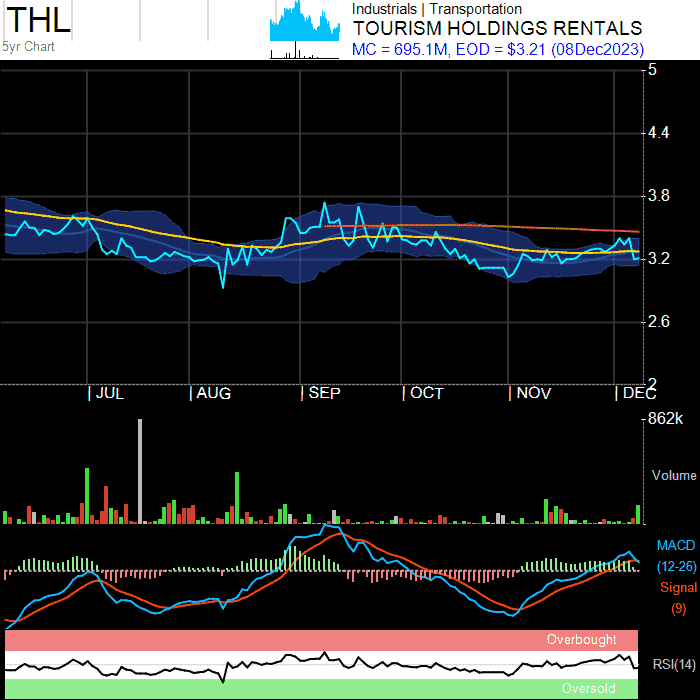 THL
5yr Chart
Industrials | Transportation
TOURISM HOLDINGS RENTALS
MC = 695.1M, EOD = $3.21 (08Dec2023)
5
4.4
3.8
3.2
2.6
2
| JUL | AUG | SEP | OCT | NOV | DEC
862k
Volume
MACD
(12-26)
Signal
(9)
Overbought
RSI(14)
Oversold